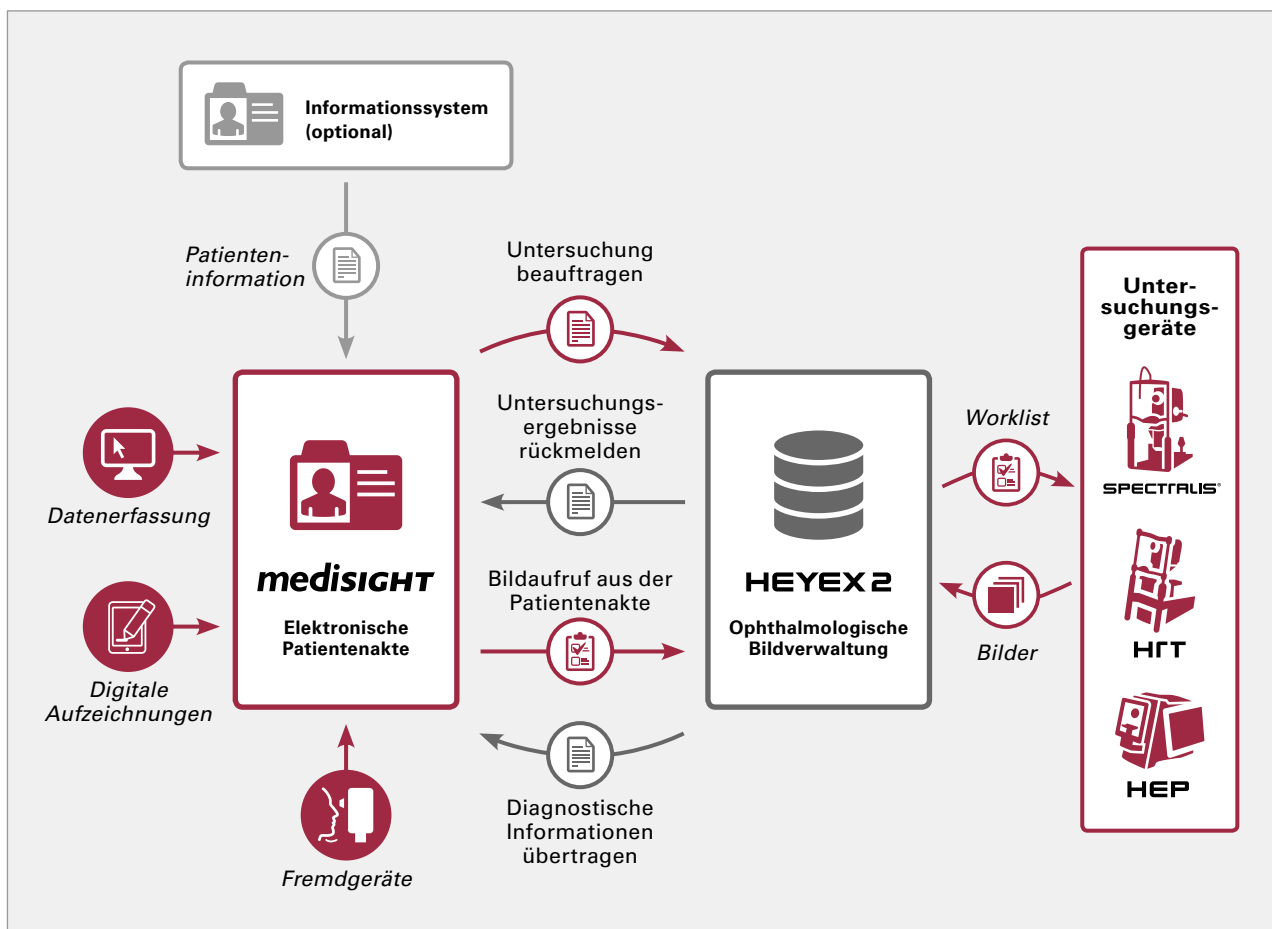 Informationssystem
(optional)
Patienten-
information
Untersuchung
beauftragen
Untersuchungs-
ergebnisse
rückmelden
Bildaufruf aus der
Patientenakte
Diagnostische
Informationen
übertragen
Datenerfassung
Digitale
Aufzeichnungen
Fremdgeräte
medisIGHT
Elektronische
Patientenakte
HEYEX 2
Ophthalmologische
Bildverwaltung
Worklist
Bilder
Unter-
suchungs-
geräte
SPECTRALIS®
HRT
HEP